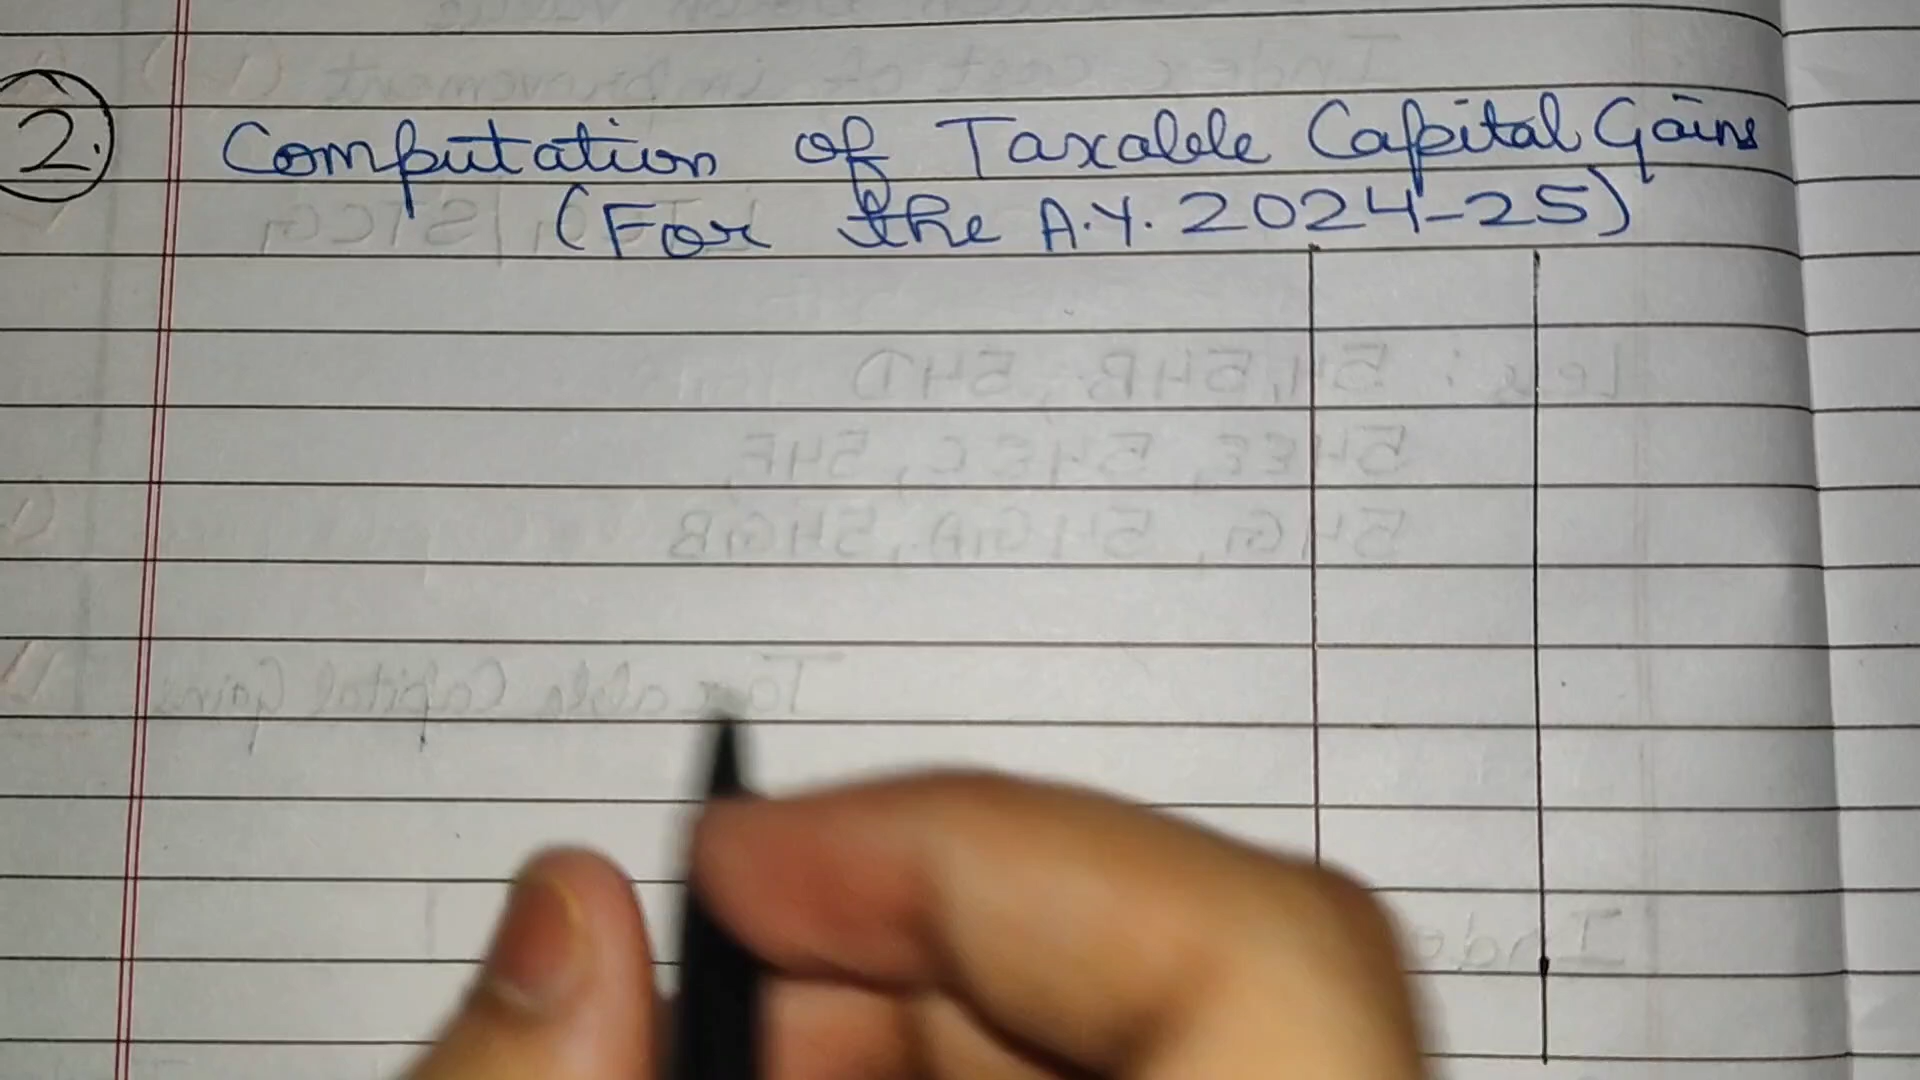 2. Computation of Taxable Capital Gains
(For the A.Y. 2024-25)